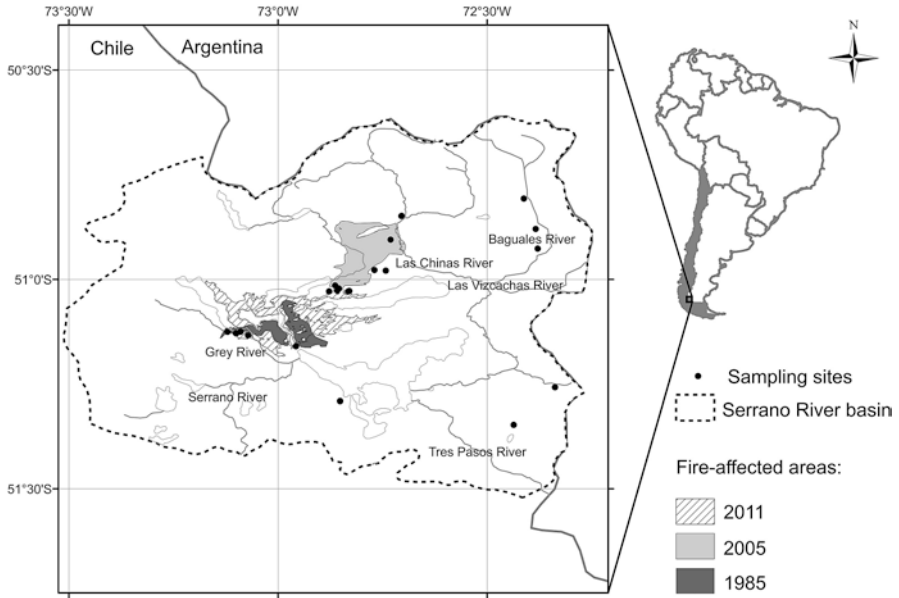 73°30'W
73°0'W
72°30'W
Chile
Argentina
N
50°30'S
Baguales River
Las Chinas River
51°0'S
Las Vizcachas River
Grey River
Sampling sites
Serrano River
Serrano River basin
Tres Pasos River
51°30'S
Fire-affected areas:
2011
2005
1985